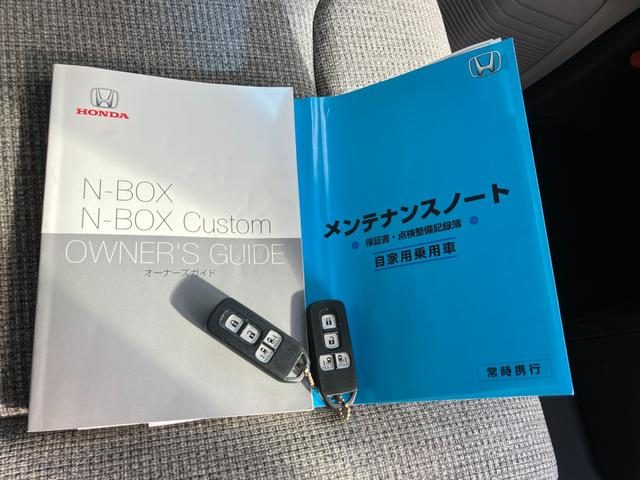 HONDA
N-BOX
N-BOX Custom
OWNER'S GUIDE
オーナーズガイド
メンテナンスノート
保証書・点検整備記録簿
自家用乗用車
常時携行